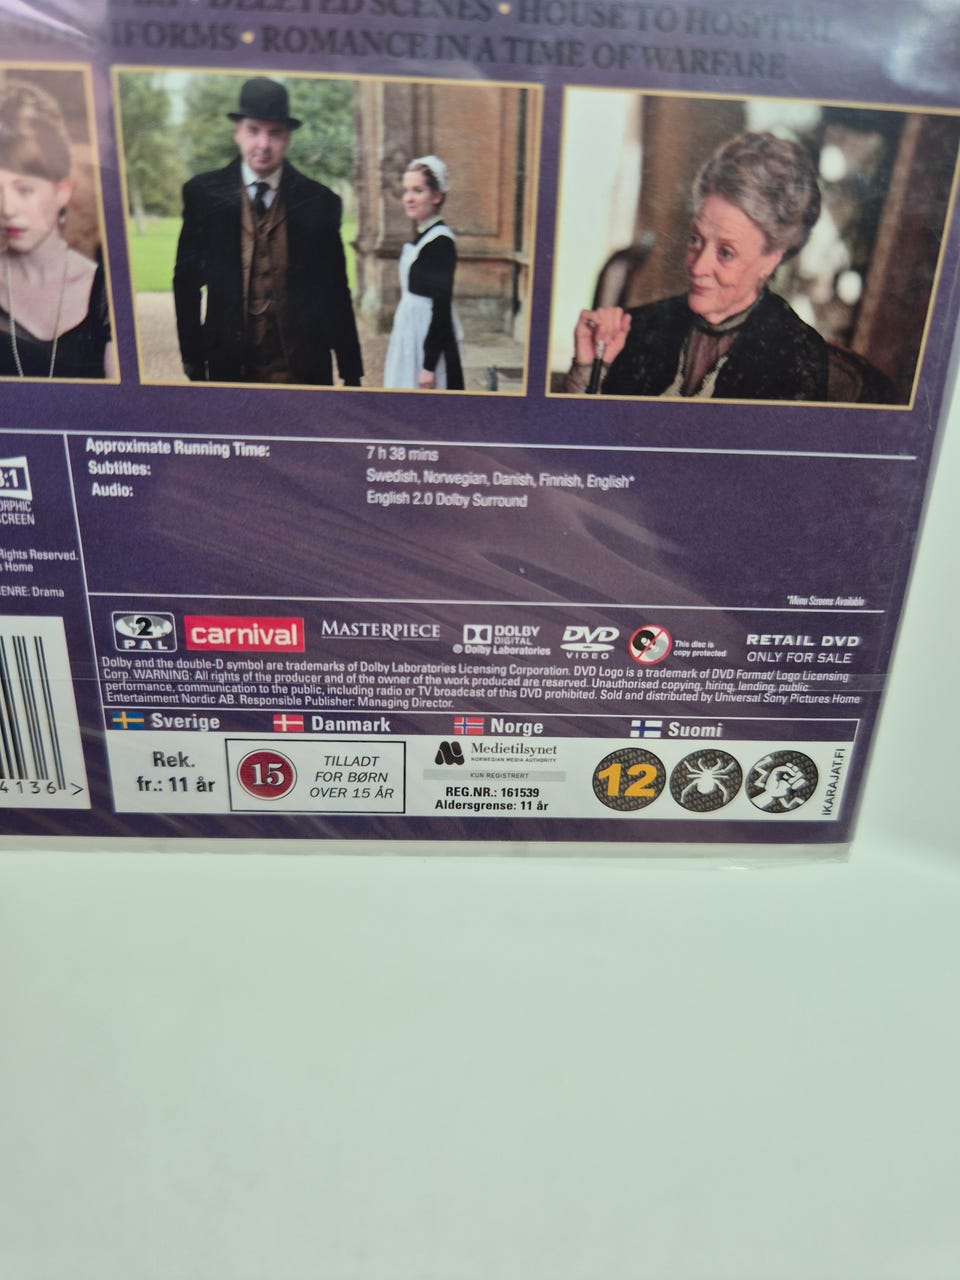 DELETED SCENES • HOUSE TO HOSPITAL
UNIFORMS • ROMANCE IN A TIME OF WARFARE
Approximate Running Time: 7 h 38 mins
Subtitles: Swedish, Norwegian, Danish, Finnish, English*
Audio: English 2.0 Dolby Surround
:1
ORPHIC
SCREEN
Rights Reserved.
Home
GENRE: Drama
*Menu Screens Available
2
PAL
carnival
MASTERPIECE
DOLBY
DIGITAL
Dolby Laboratories
DVD
VIDEO
This disc is
copy protected
RETAIL DVD
ONLY FOR SALE
Dolby and the double-D symbol are trademarks of Dolby Laboratories Licensing Corporation. DVD Logo is a trademark of DVD Format/ Logo Licensing
Corp. WARNING: All rights of the producer and of the owner of the work produced are reserved. Unauthorised copying, hiring, lending, public
performance, communication to the public, including radio or TV broadcast of this DVD prohibited. Sold and distributed by Universal Sony Pictures Home
Entertainment Nordic AB. Responsible Publisher: Managing Director.
Sverige Danmark Norge Suomi
Rek.
fr.: 11 år
15
TILLADT
FOR BØRN
OVER 15 ÅR
Medietilsynet
NORWEGIAN MEDIA AUTHORITY
KUN REGISTRERT
REG.NR.: 161539
Aldersgrense: 11 år
12
IKARAJAT.FI
4136 >